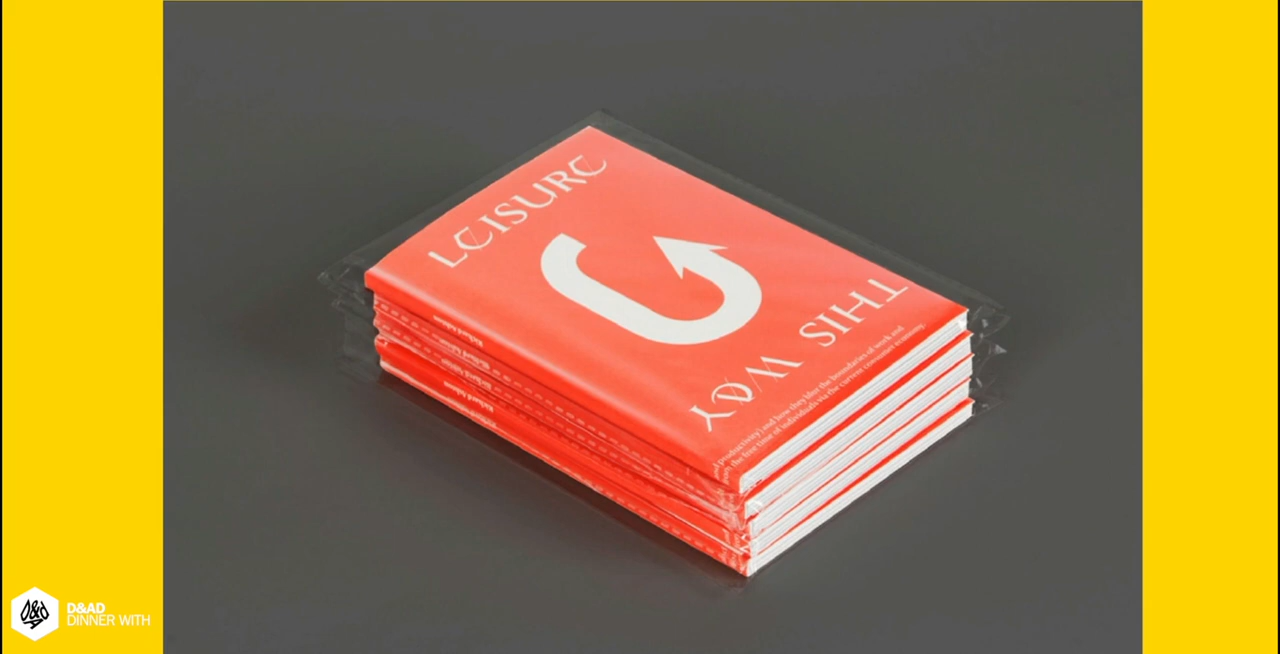 LEISURE
THIS WAY
and productivity) and how they blur the boundaries of work and
the free time of individuals via the current consumer economy.
D&AD
DINNER WITH